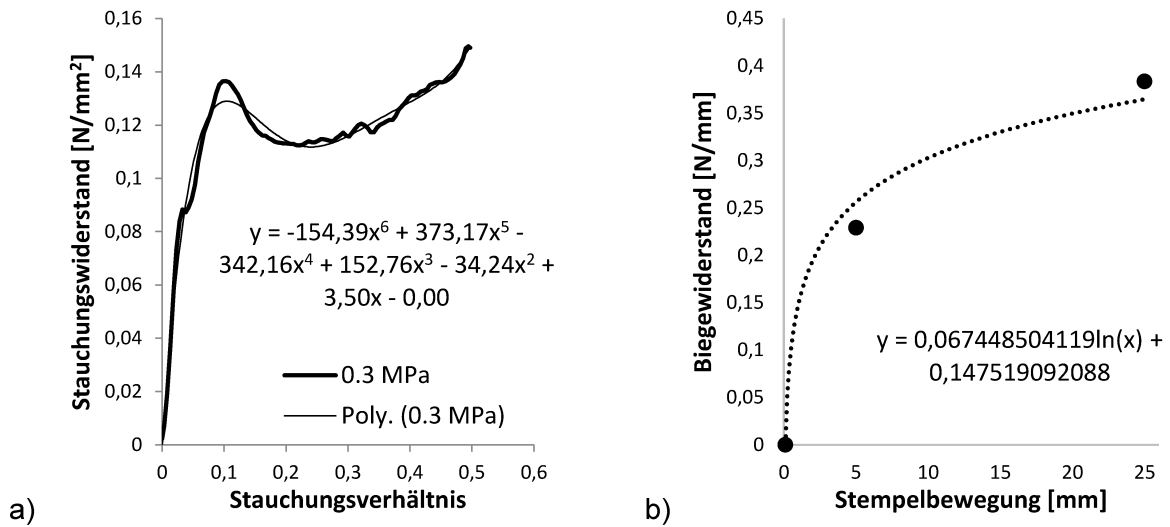 0,16
0,14
0,12
0,1
0,08
0,06
0,04
0,02
0
Stauchungswiderstand [N/mm²]
y = -154,39x⁶ + 373,17x⁵ -
342,16x⁴ + 152,76x³ - 34,24x² +
3,50x - 0,00
0.3 MPa
Poly. (0.3 MPa)
0 0,1 0,2 0,3 0,4 0,5 0,6
Stauchungsverhältnis
a)
0,45
0,4
0,35
0,3
0,25
0,2
0,15
0,1
0,05
0
Biegewiderstand [N/mm]
y = 0,067448504119ln(x) +
0,147519092088
0 5 10 15 20 25
Stempelbewegung [mm]
b)